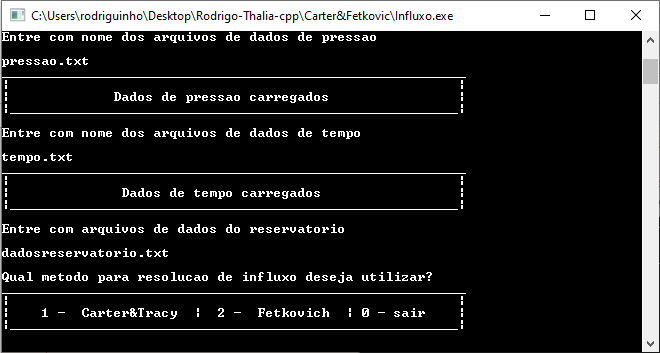 C:\Users\rodriguinho\Desktop\Rodrigo-Thalia-cpp\Carter&Fetkovic\Influxo.exe
Entre com nome dos arquivos de dados de pressao
pressao.txt
Dados de pressao carregados
Entre com nome dos arquivos de dados de tempo
tempo.txt
Dados de tempo carregados
Entre com arquivos de dados do reservatorio
dadosreservatorio.txt
Qual metodo para resolucao de influxo deseja utilizar?
1 - Carter&Tracy ¦ 2 - Fetkovich ¦ 0 - sair